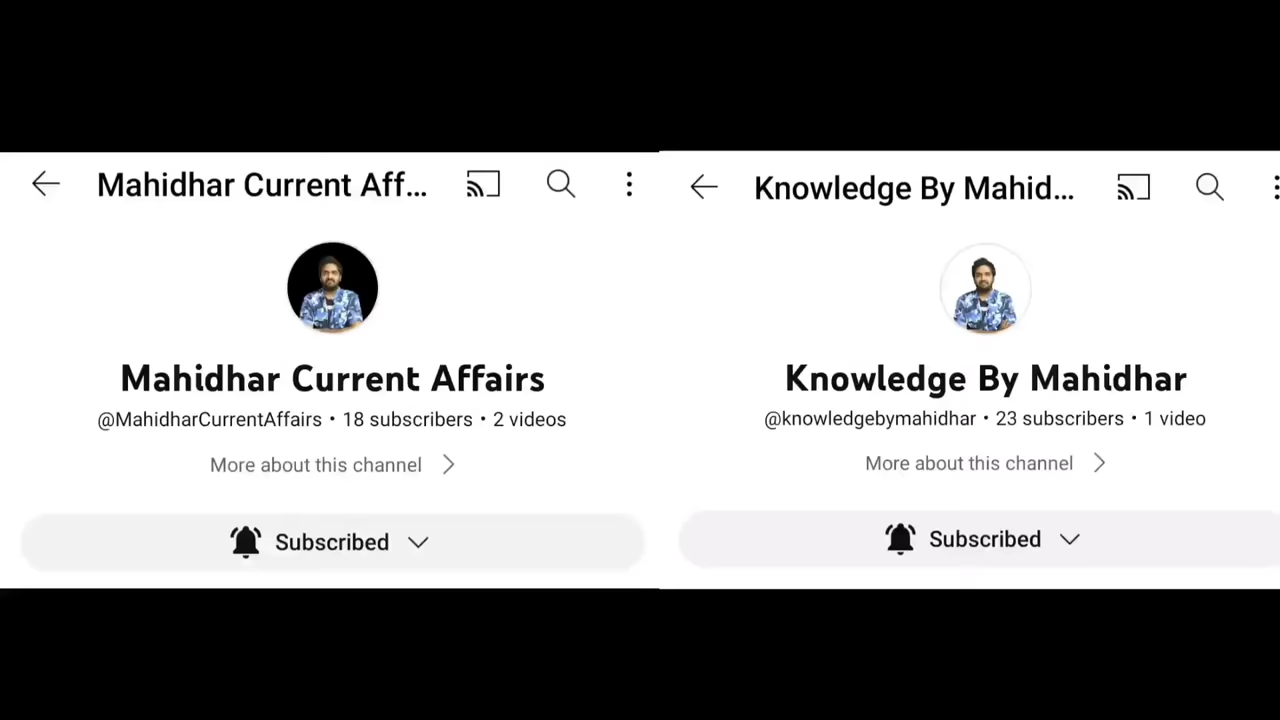 Mahidhar Current Aff...
Mahidhar Current Affairs
@MahidharCurrentAffairs • 18 subscribers • 2 videos
More about this channel
Subscribed
Knowledge By Mahid...
Knowledge By Mahidhar
@knowledgebymahidhar • 23 subscribers • 1 video
More about this channel
Subscribed